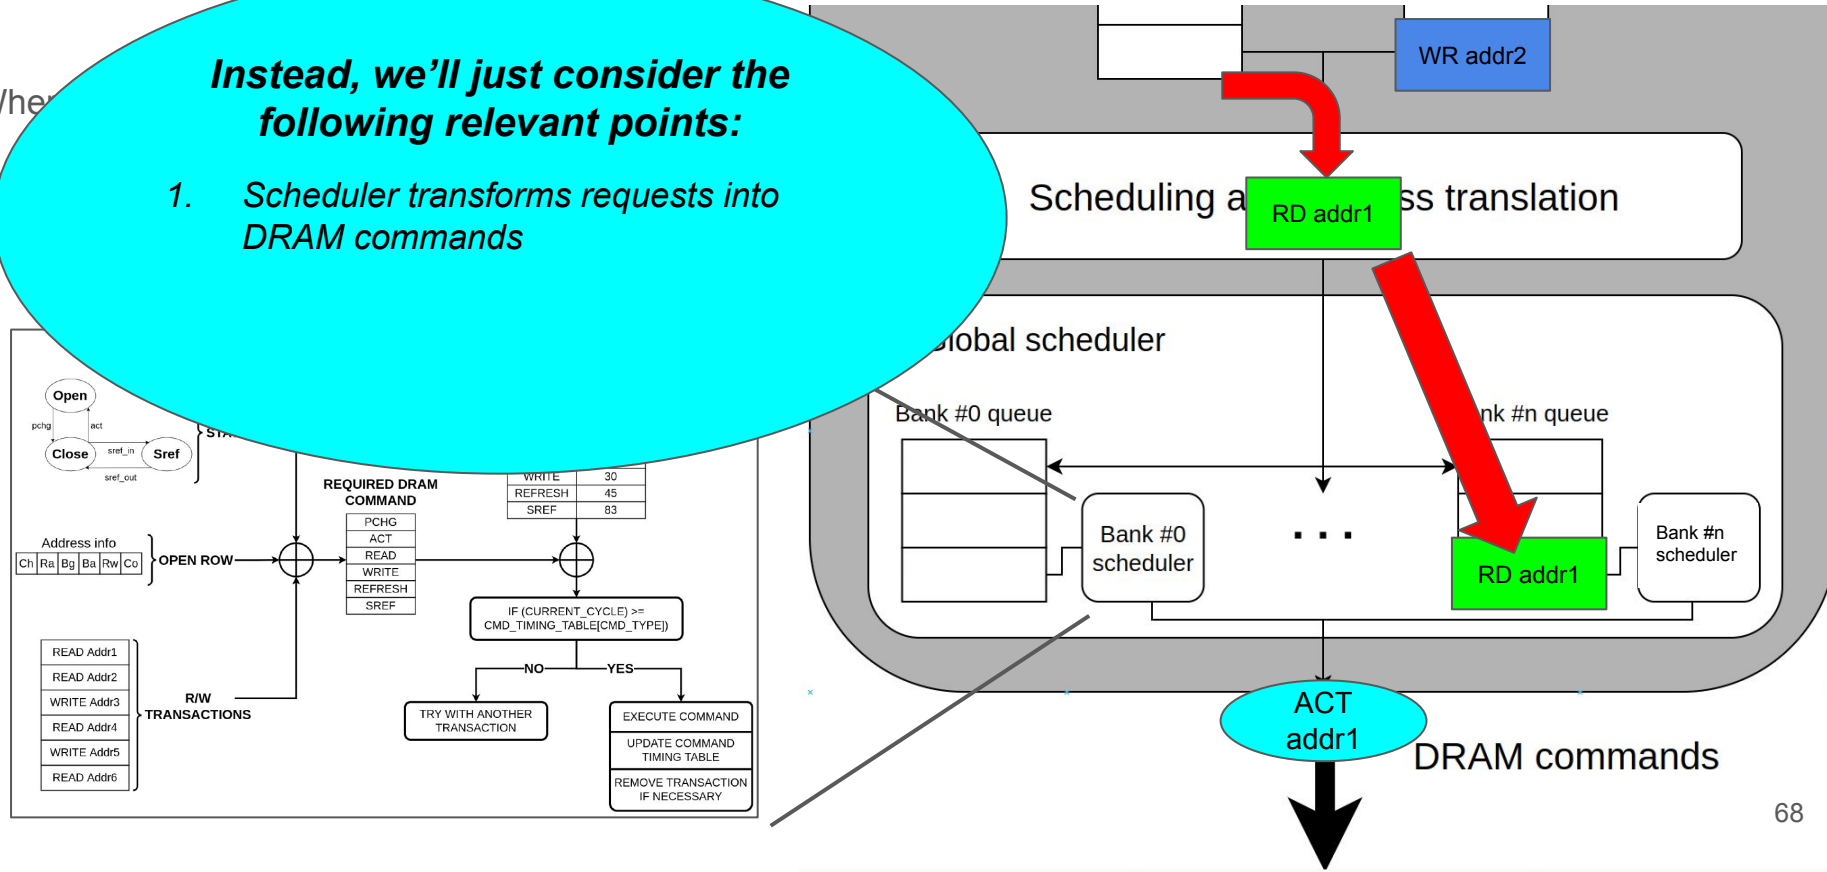 Instead, we'll just consider the
following relevant points:
1. Scheduler transforms requests into
DRAM commands
Open
pchg
act
Close
sref_in
Sref
sref_out
Address info
Ch Ra Bg Ba Rw Co
OPEN ROW
READ Addr1
READ Addr2
WRITE Addr3
READ Addr4
WRITE Addr5
READ Addr6
R/W
TRANSACTIONS
REQUIRED DRAM
COMMAND
PCHG
ACT
READ
WRITE
REFRESH
SREF
WRITE 30
REFRESH 45
SREF 83
IF (CURRENT_CYCLE) >=
CMD_TIMING_TABLE[CMD_TYPE])
NO
YES
TRY WITH ANOTHER
TRANSACTION
EXECUTE COMMAND
UPDATE COMMAND
TIMING TABLE
REMOVE TRANSACTION
IF NECESSARY
WR addr2
Scheduling a
RD addr1
ss translation
lobal scheduler
Bank #0 queue
nk #n queue
Bank #0
scheduler
...
RD addr1
Bank #n
scheduler
ACT
addr1
DRAM commands
68